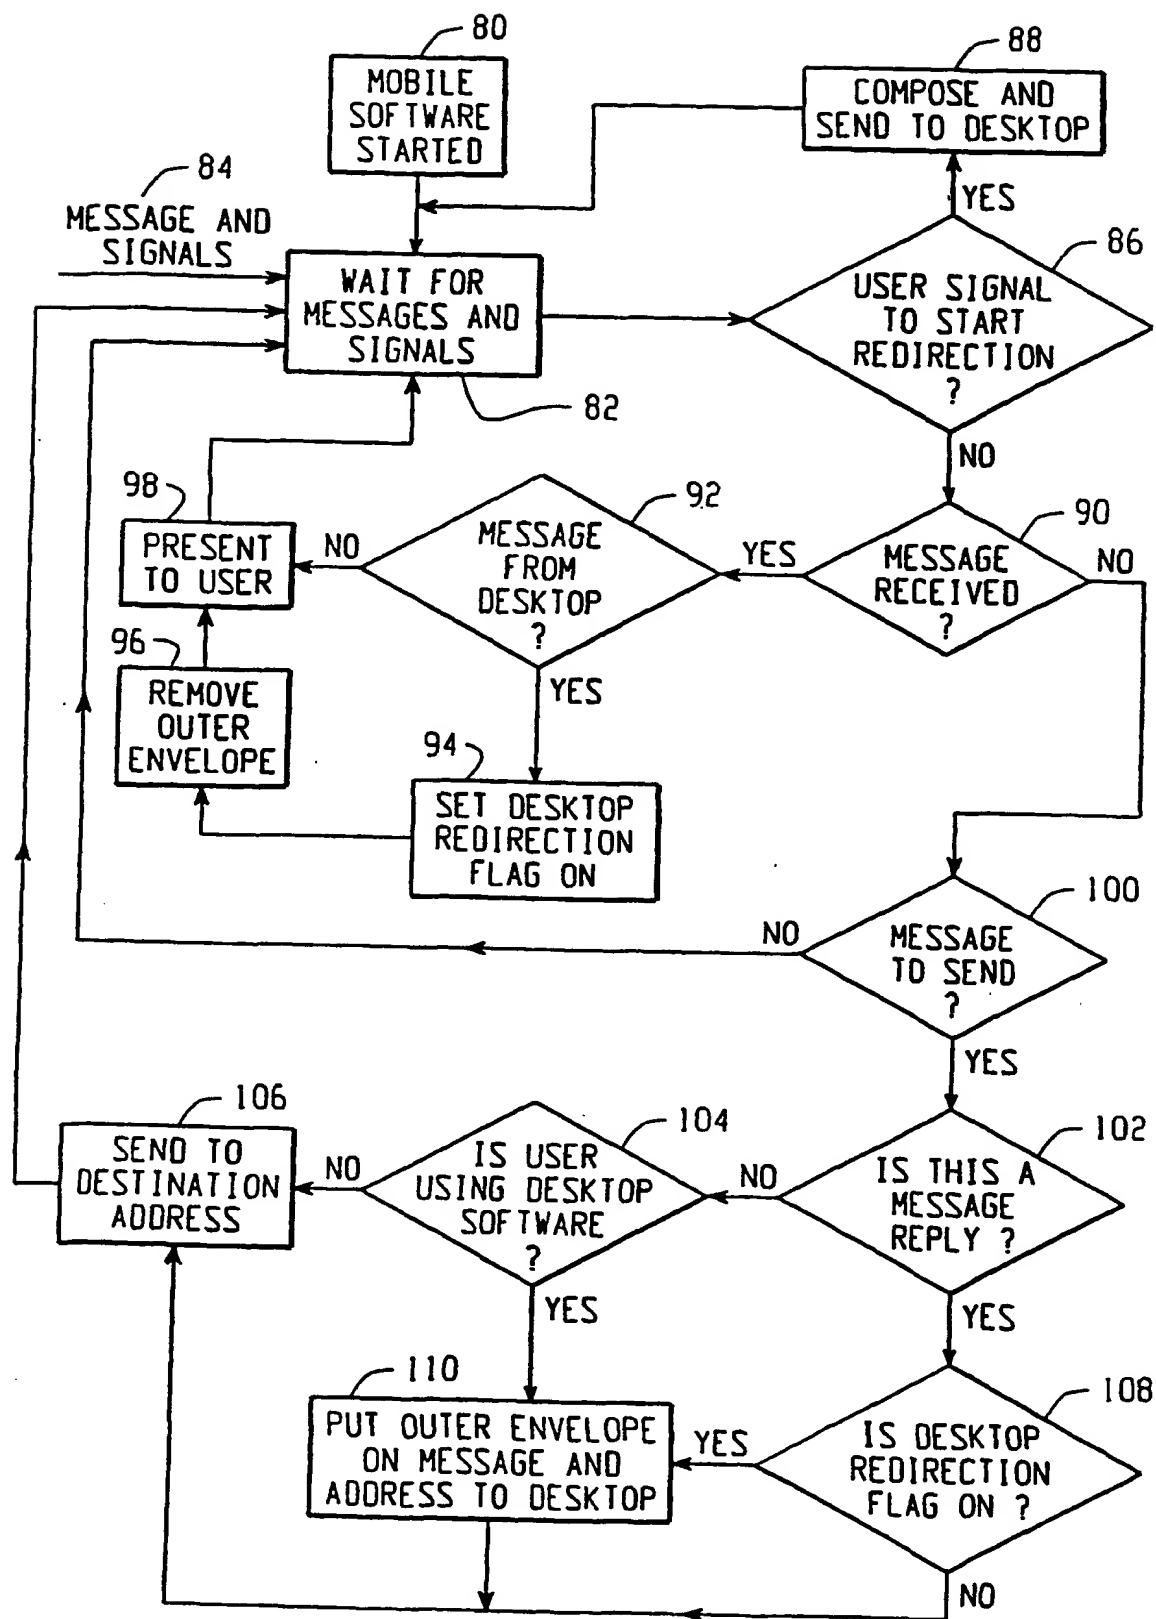 80
MOBILE
SOFTWARE
STARTED
88
COMPOSE AND
SEND TO DESKTOP
84
MESSAGE AND
SIGNALS
YES
86
WAIT FOR
MESSAGES AND
SIGNALS
82
USER SIGNAL
TO START
REDIRECTION
?
NO
98
PRESENT
TO USER
NO
92
MESSAGE
FROM
DESKTOP
?
YES
90
MESSAGE
RECEIVED
?
NO
96
REMOVE
OUTER
ENVELOPE
YES
94
SET DESKTOP
REDIRECTION
FLAG ON
100
MESSAGE
TO SEND
?
NO
YES
106
SEND TO
DESTINATION
ADDRESS
NO
104
IS USER
USING DESKTOP
SOFTWARE
?
NO
102
IS THIS A
MESSAGE
REPLY ?
YES
YES
110
PUT OUTER ENVELOPE
ON MESSAGE AND
ADDRESS TO DESKTOP
YES
108
IS DESKTOP
REDIRECTION
FLAG ON ?
NO